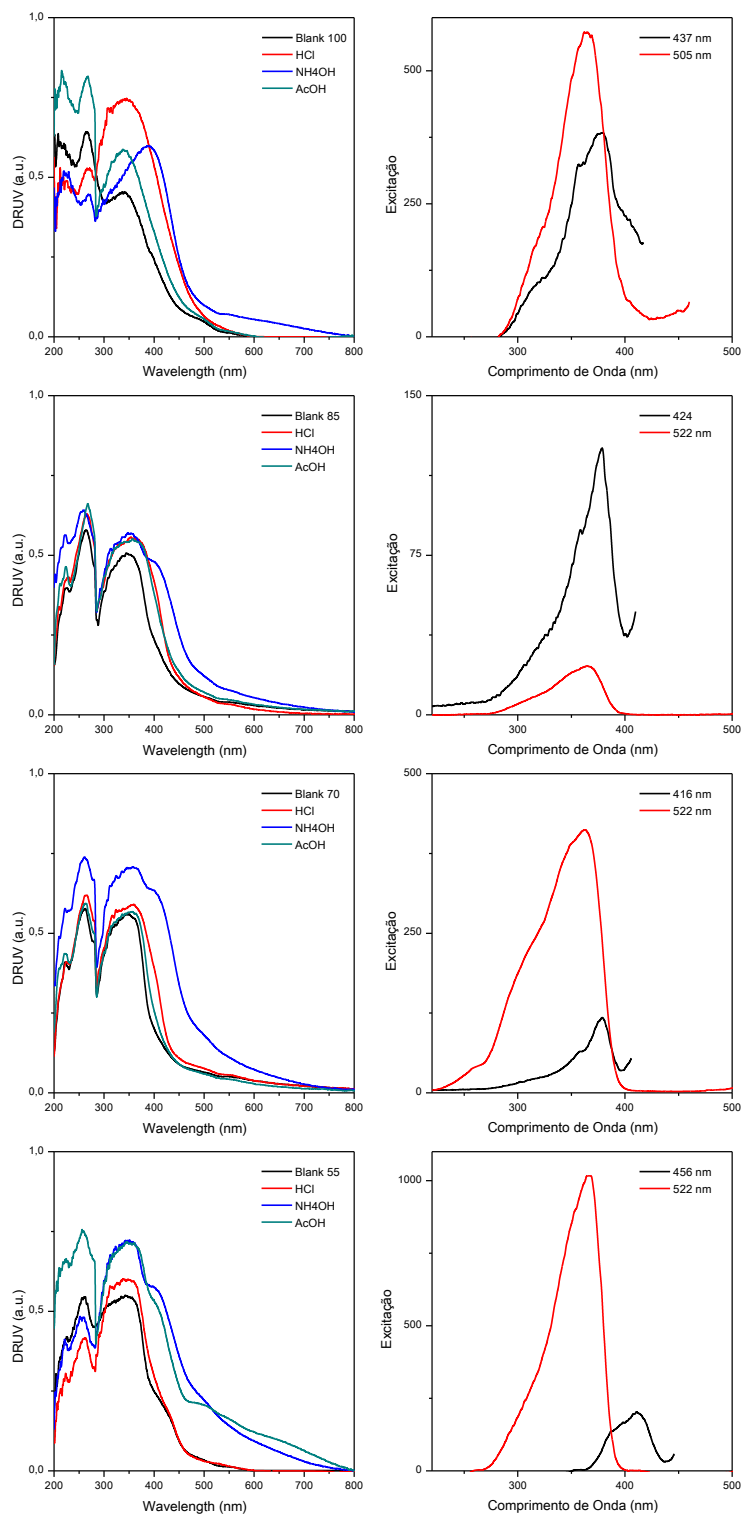 1,0
Blank 100
HCl
NH4OH
AcOH
0,5
0,0
DRUV (a.u.)
200 300 400 500 600 700 800
Wavelength (nm)
437 nm
505 nm
500
250
0
Excitação
300 400 500
Comprimento de Onda (nm)
1,0
Blank 85
HCl
NH4OH
AcOH
0,5
0,0
DRUV (a.u.)
200 300 400 500 600 700 800
Wavelength (nm)
150
424
522 nm
75
0
Excitação
300 400 500
Comprimento de Onda (nm)
1,0
Blank 70
HCl
NH4OH
AcOH
0,5
0,0
DRUV (a.u.)
200 300 400 500 600 700 800
Wavelength (nm)
500
416 nm
522 nm
250
0
Excitação
300 400 500
Comprimento de Onda (nm)
1,0
Blank 55
HCl
NH4OH
AcOH
0,5
0,0
DRUV (a.u.)
200 300 400 500 600 700 800
Wavelength (nm)
1000
456 nm
522 nm
500
0
Excitação
300 400 500
Comprimento de Onda (nm)